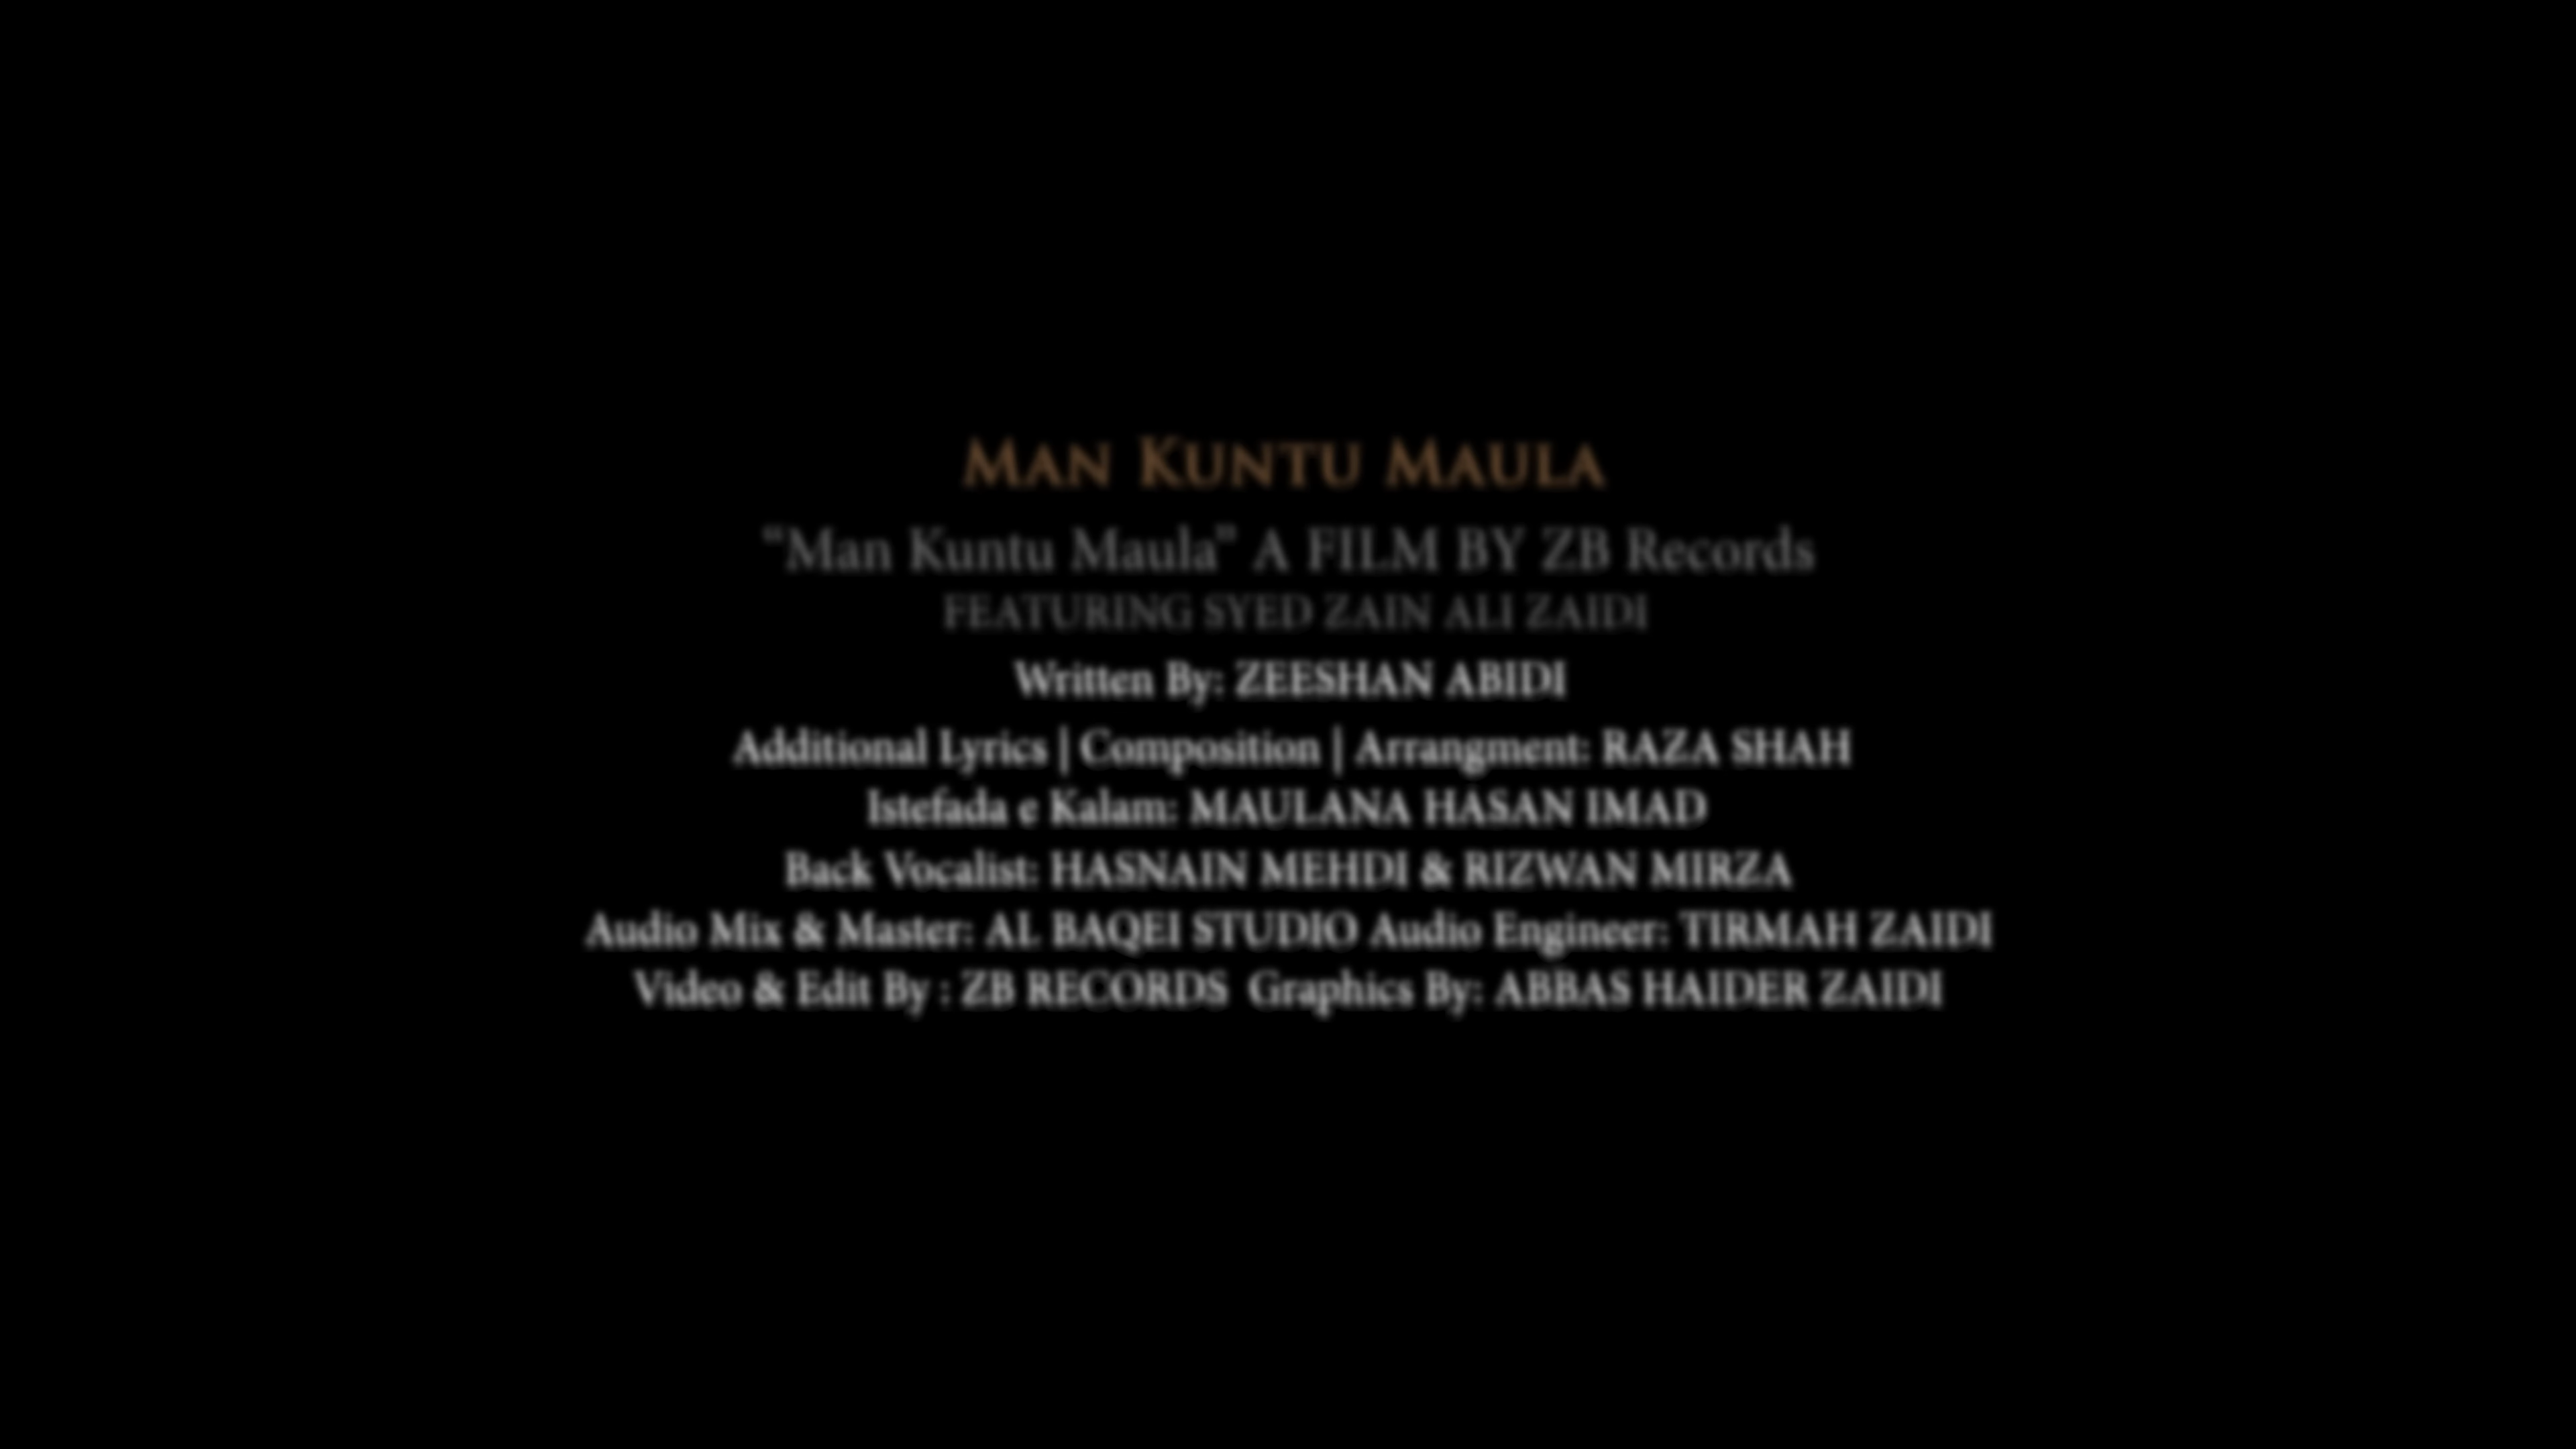 Man Kuntu Maula
“Man Kuntu Maula” A FILM BY ZB Records
FEATURING SYED ZAIN ALI ZAIDI
Written By: ZEESHAN ABIDI
Additional Lyrics | Composition | Arrangment: RAZA SHAH
Istefada e Kalam: MAULANA HASAN IMAD
Back Vocalist: HASNAIN MEHDI & RIZWAN MIRZA
Audio Mix & Master: AL BAQEI STUDIO Audio Engineer: TIRMAH ZAIDI
Video & Edit By : ZB RECORDS Graphics By: ABBAS HAIDER ZAIDI